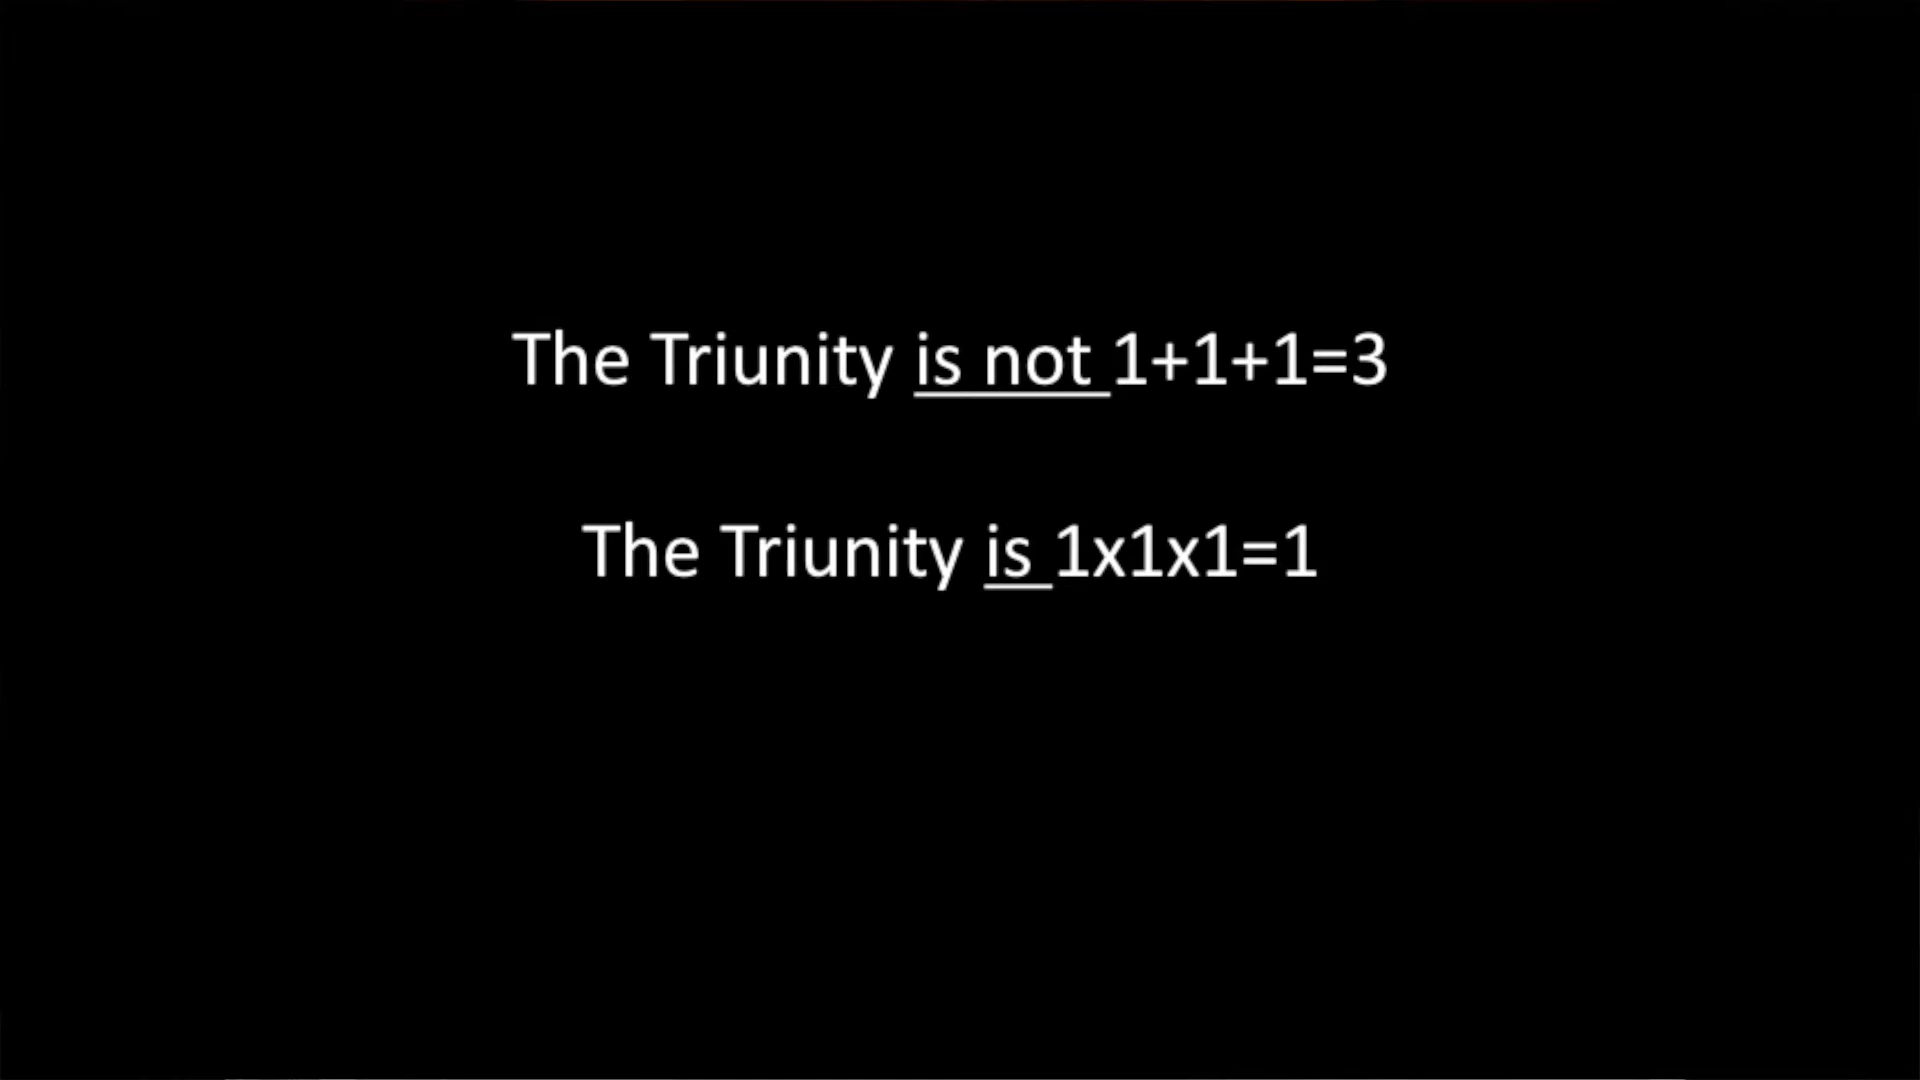 The Triunity is not 1+1+1=3
The Triunity is 1x1x1=1